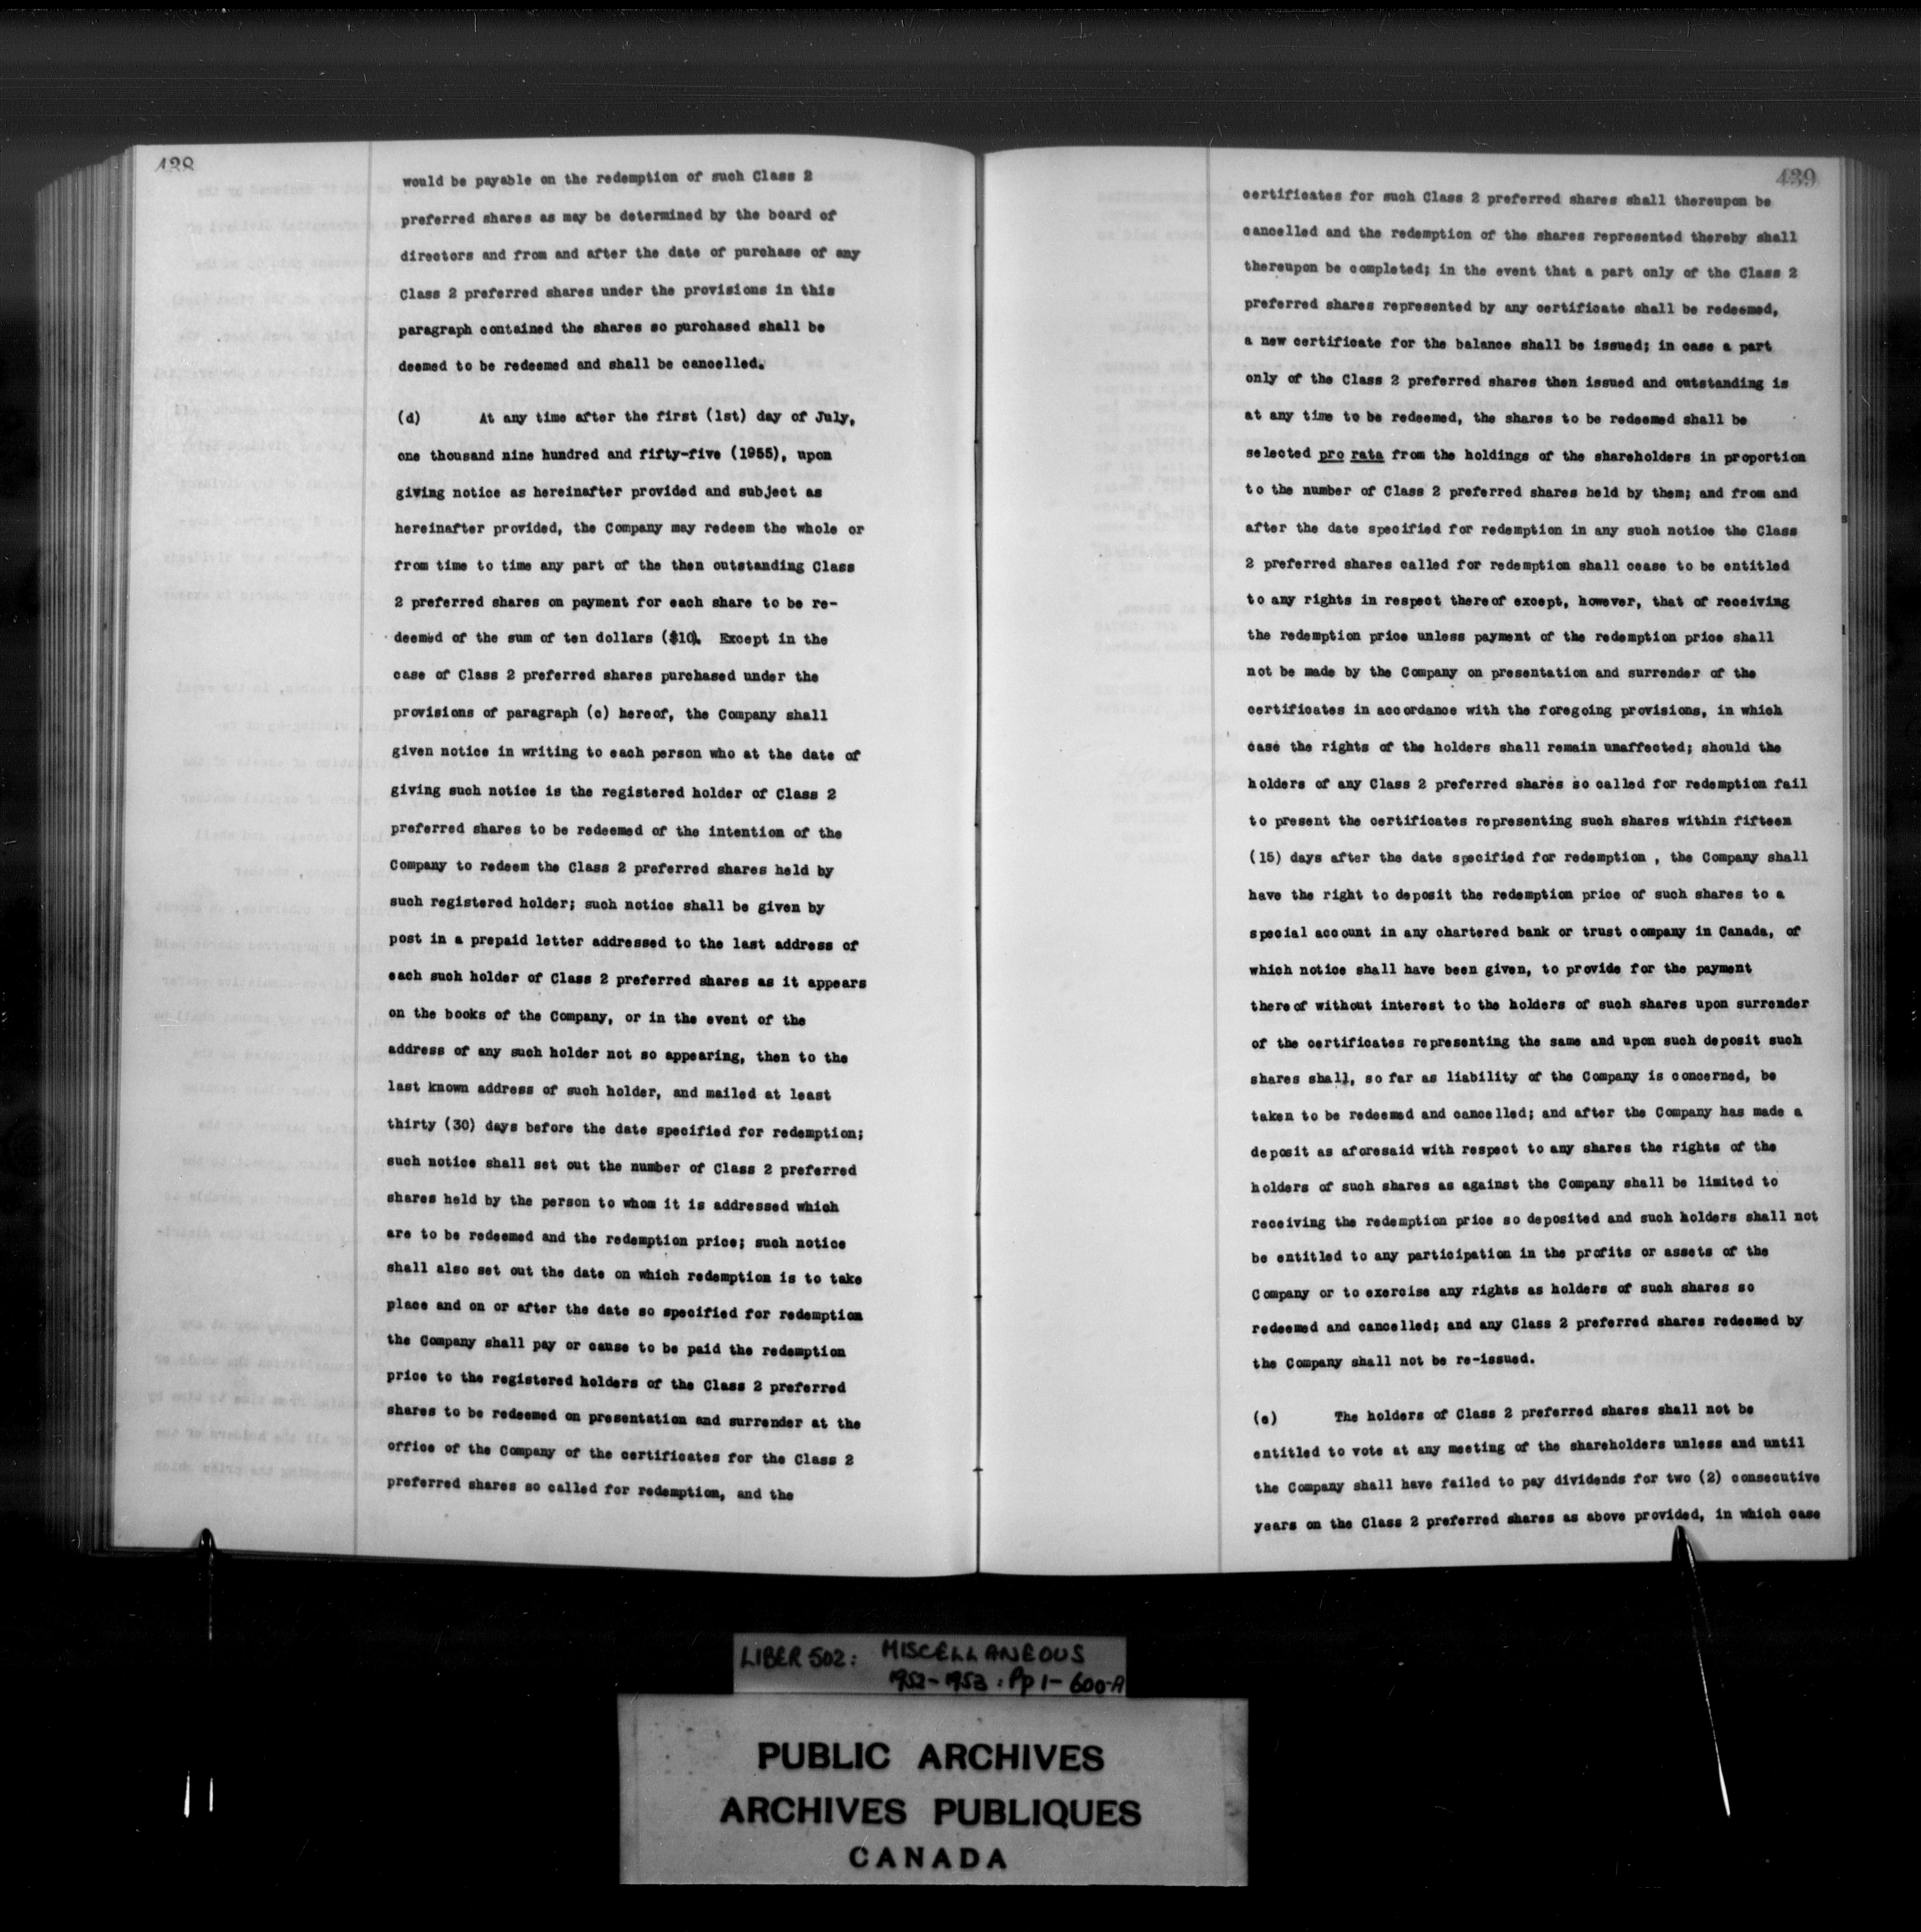 438
would be payable on the redemption of such Class 2
preferred shares as may be determined by the board of
directors and from and after the date of purchase of any
Class 2 preferred shares under the provisions in this
paragraph contained the shares so purchased shall be
deemed to be redeemed and shall be cancelled.
(d) At any time after the first (1st) day of July,
one thousand nine hundred and fifty-five (1955), upon
giving notice as hereinafter provided and subject as
hereinafter provided, the Company may redeem the whole or
from time to time any part of the then outstanding Class
2 preferred shares on payment for each share to be re-
deemed of the sum of ten dollars ($10). Except in the
case of Class 2 preferred shares purchased under the
provisions of paragraph (c) hereof, the Company shall
given notice in writing to each person who at the date of
giving such notice is the registered holder of Class 2
preferred shares to be redeemed of the intention of the
Company to redeem the Class 2 preferred shares held by
such registered holder; such notice shall be given by
post in a prepaid letter addressed to the last address of
each such holder of Class 2 preferred shares as it appears
on the books of the Company, or in the event of the
address of any such holder not so appearing, then to the
last known address of such holder, and mailed at least
thirty (30) days before the date specified for redemption;
such notice shall set out the number of Class 2 preferred
shares held by the person to whom it is addressed which
are to be redeemed and the redemption price; such notice
shall also set out the date on which redemption is to take
place and on or after the date so specified for redemption
the Company shall pay or cause to be paid the redemption
price to the registered holders of the Class 2 preferred
shares to be redeemed on presentation and surrender at the
office of the Company of the certificates for the Class 2
preferred shares so called for redemption, and the
439
certificates for such Class 2 preferred shares shall thereupon be
cancelled and the redemption of the shares represented thereby shall
thereupon be completed; in the event that a part only of the Class 2
preferred shares represented by any certificate shall be redeemed,
a new certificate for the balance shall be issued; in case a part
only of the Class 2 preferred shares then issued and outstanding is
at any time to be redeemed, the shares to be redeemed shall be
selected pro rata from the holdings of the shareholders in proportion
to the number of Class 2 preferred shares held by them; and from and
after the date specified for redemption in any such notice the Class
2 preferred shares called for redemption shall cease to be entitled
to any rights in respect thereof except, however, that of receiving
the redemption price unless payment of the redemption price shall
not be made by the Company on presentation and surrender of the
certificates in accordance with the foregoing provisions, in which
case the rights of the holders shall remain unaffected; should the
holders of any Class 2 preferred shares so called for redemption fail
to present the certificates representing such shares within fifteen
(15) days after the date specified for redemption , the Company shall
have the right to deposit the redemption price of such shares to a
special account in any chartered bank or trust company in Canada, of
which notice shall have been given, to provide for the payment
thereof without interest to the holders of such shares upon surrender
of the certificates representing the same and upon such deposit such
shares shall, so far as liability of the Company is concerned, be
taken to be redeemed and cancelled; and after the Company has made a
deposit as aforesaid with respect to any shares the rights of the
holders of such shares as against the Company shall be limited to
receiving the redemption price so deposited and such holders shall not
be entitled to any participation in the profits or assets of the
Company or to exercise any rights as holders of such shares so
redeemed and cancelled; and any Class 2 preferred shares redeemed by
the Company shall not be re-issued.
(e) The holders of Class 2 preferred shares shall not be
entitled to vote at any meeting of the shareholders unless and until
the Company shall have failed to pay dividends for two (2) consecutive
years on the Class 2 preferred shares as above provided, in which case
LIBER 502: MISCELLANEOUS
1952-1953: Pp 1-600-A
PUBLIC ARCHIVES
ARCHIVES PUBLIQUES
CANADA